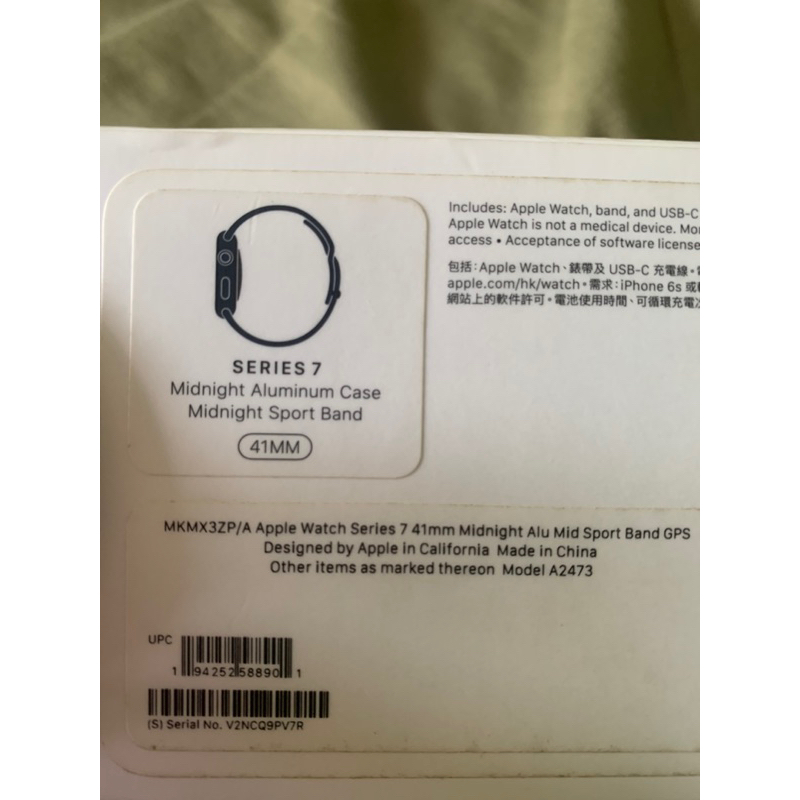 SERIES 7
Midnight Aluminum Case
Midnight Sport Band
41MM
Includes: Apple Watch, band, and USB-C
Apple Watch is not a medical device.
access • Acceptance of software license
包括：Apple Watch、錶帶及 USB-C 充電線。
apple.com/hk/watch。需求：iPhone 6s 或
網站上的軟件許可。電池使用時間、可循環充電
MKMX3ZP/A Apple Watch Series 7 41mm Midnight Alu Mid Sport Band GPS
Designed by Apple in California Made in China
Other items as marked thereon Model A2473
UPC
1 94252 58890 1
(S) Serial No. V2NCQ9PV7R